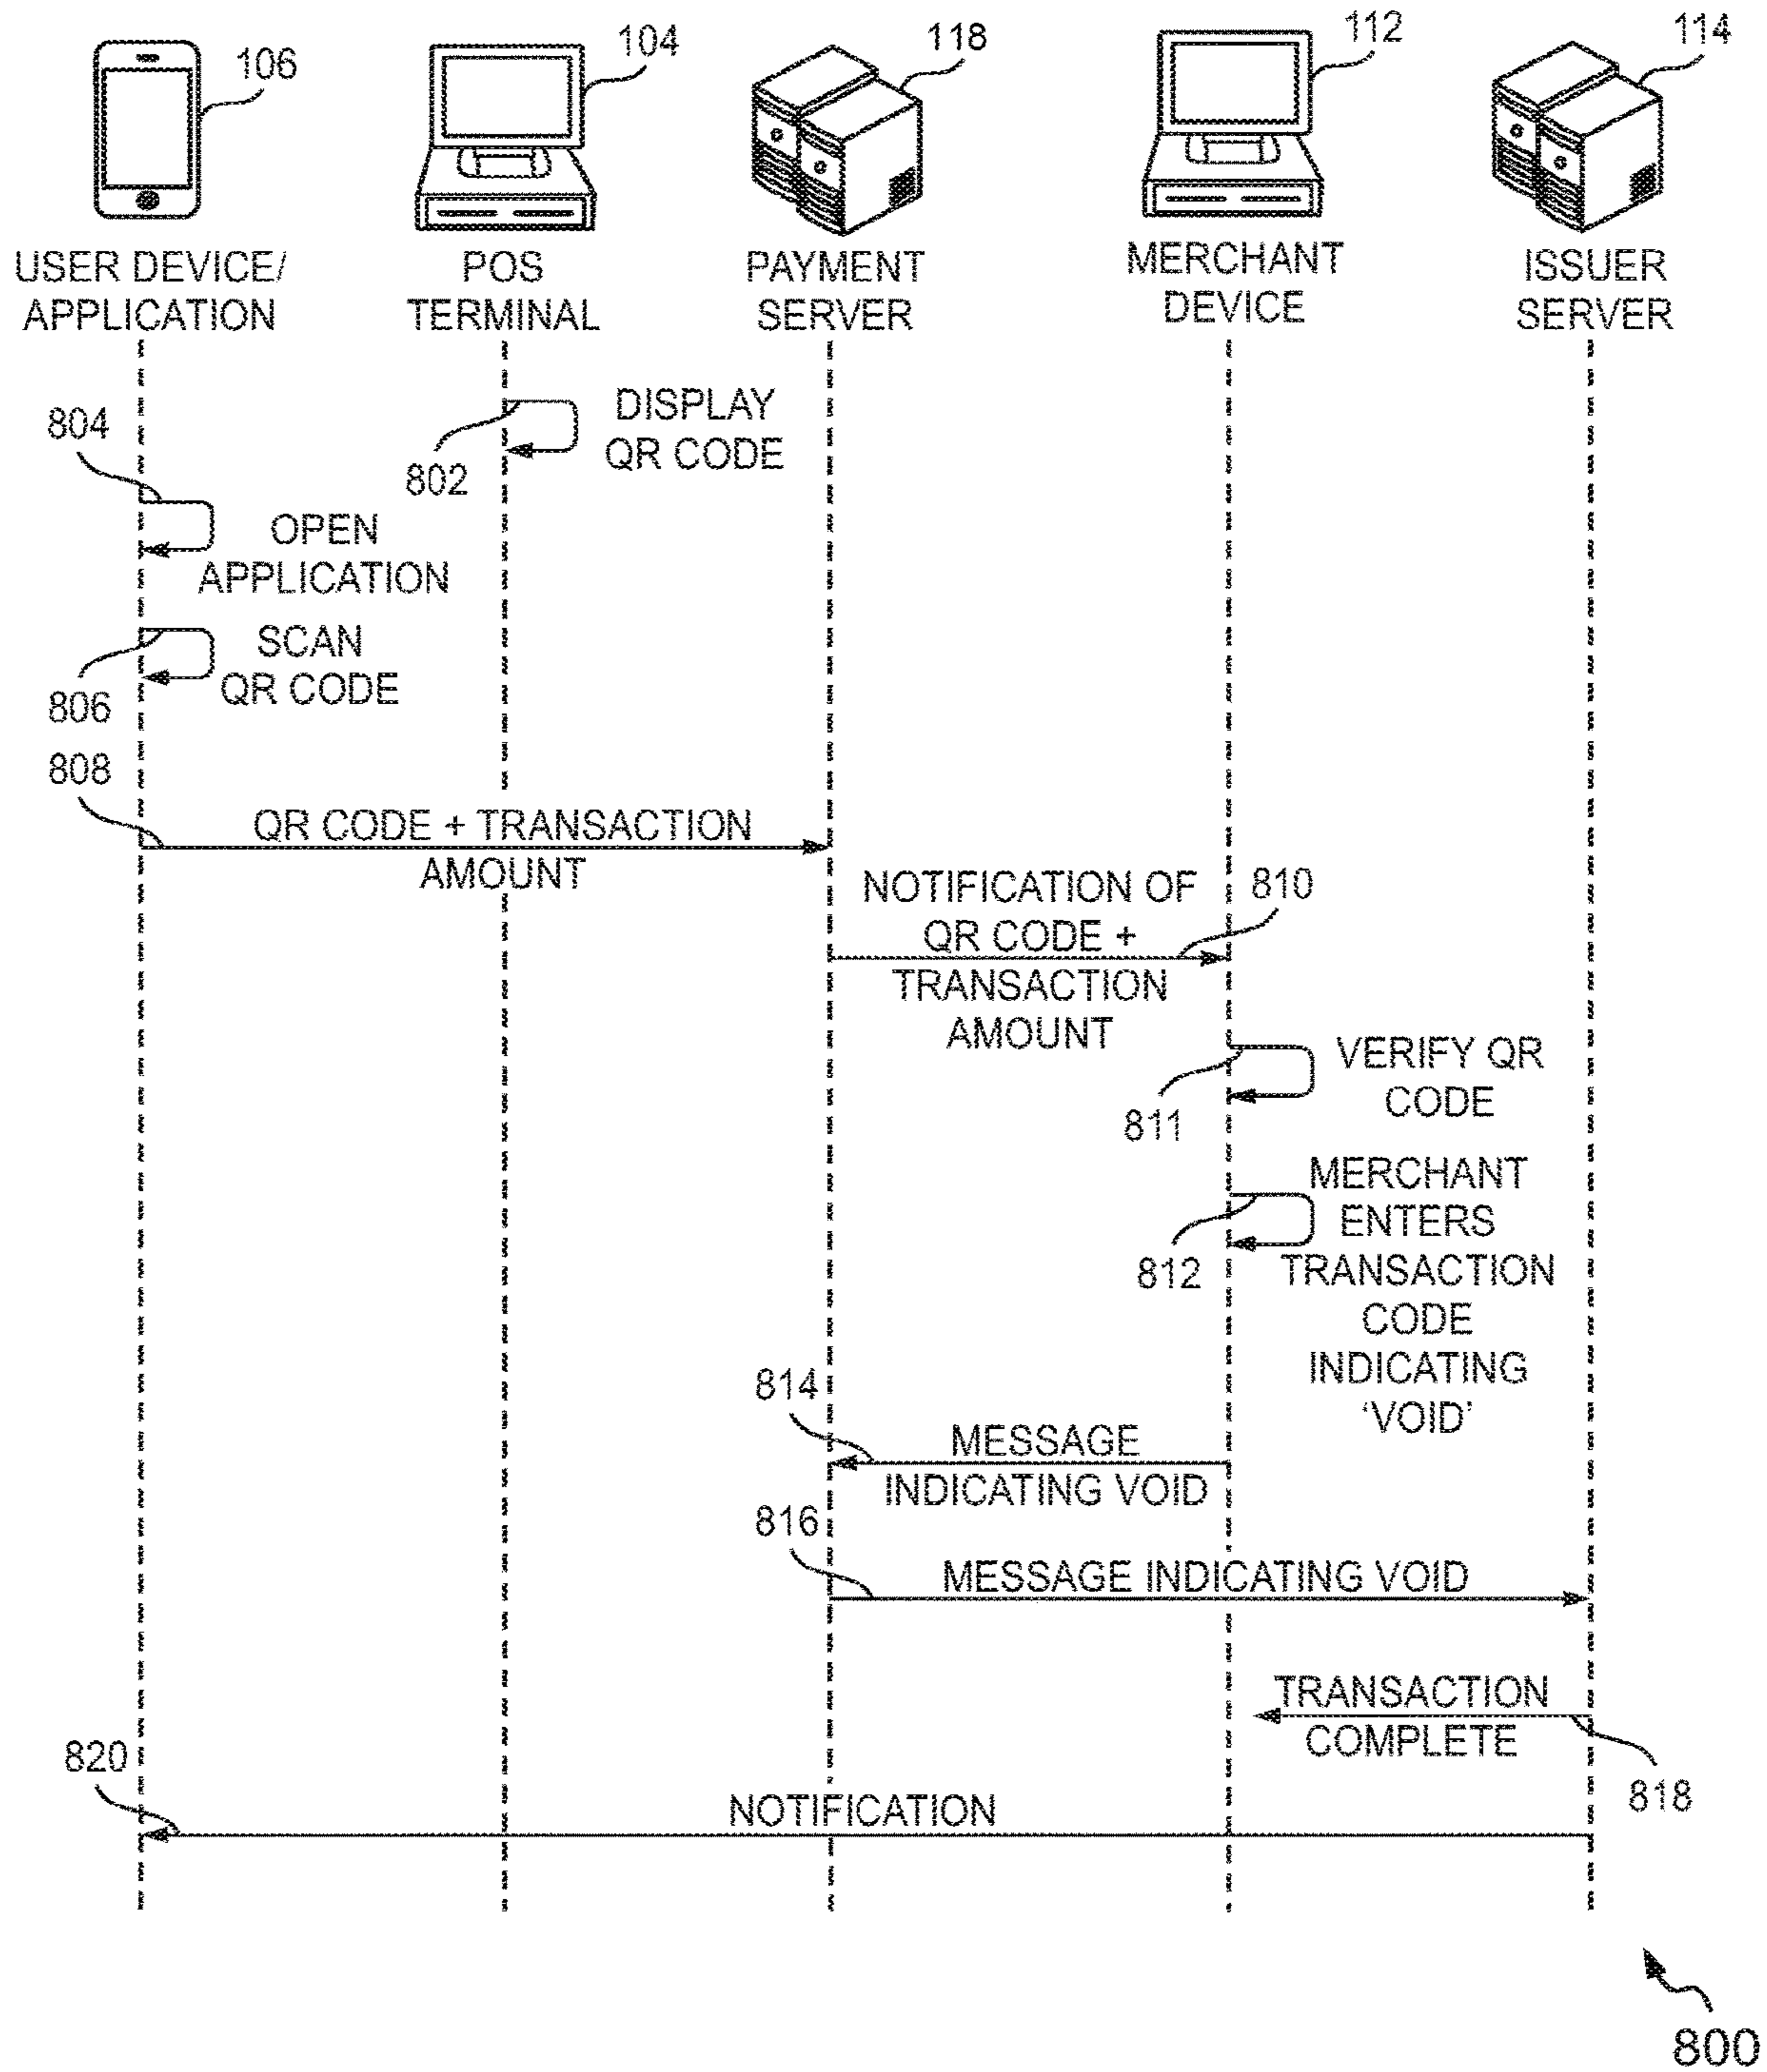 106
104
118
112
114
USER DEVICE/
APPLICATION
POS
TERMINAL
PAYMENT
SERVER
MERCHANT
DEVICE
ISSUER
SERVER
802
DISPLAY
QR CODE
804
OPEN
APPLICATION
806
SCAN
QR CODE
808
QR CODE + TRANSACTION
AMOUNT
NOTIFICATION OF
QR CODE +
TRANSACTION
AMOUNT
810
811
VERIFY QR
CODE
812
MERCHANT
ENTERS
TRANSACTION
CODE
INDICATING
‘VOID’
814
MESSAGE
INDICATING VOID
816
MESSAGE INDICATING VOID
TRANSACTION
COMPLETE
818
820
NOTIFICATION
800